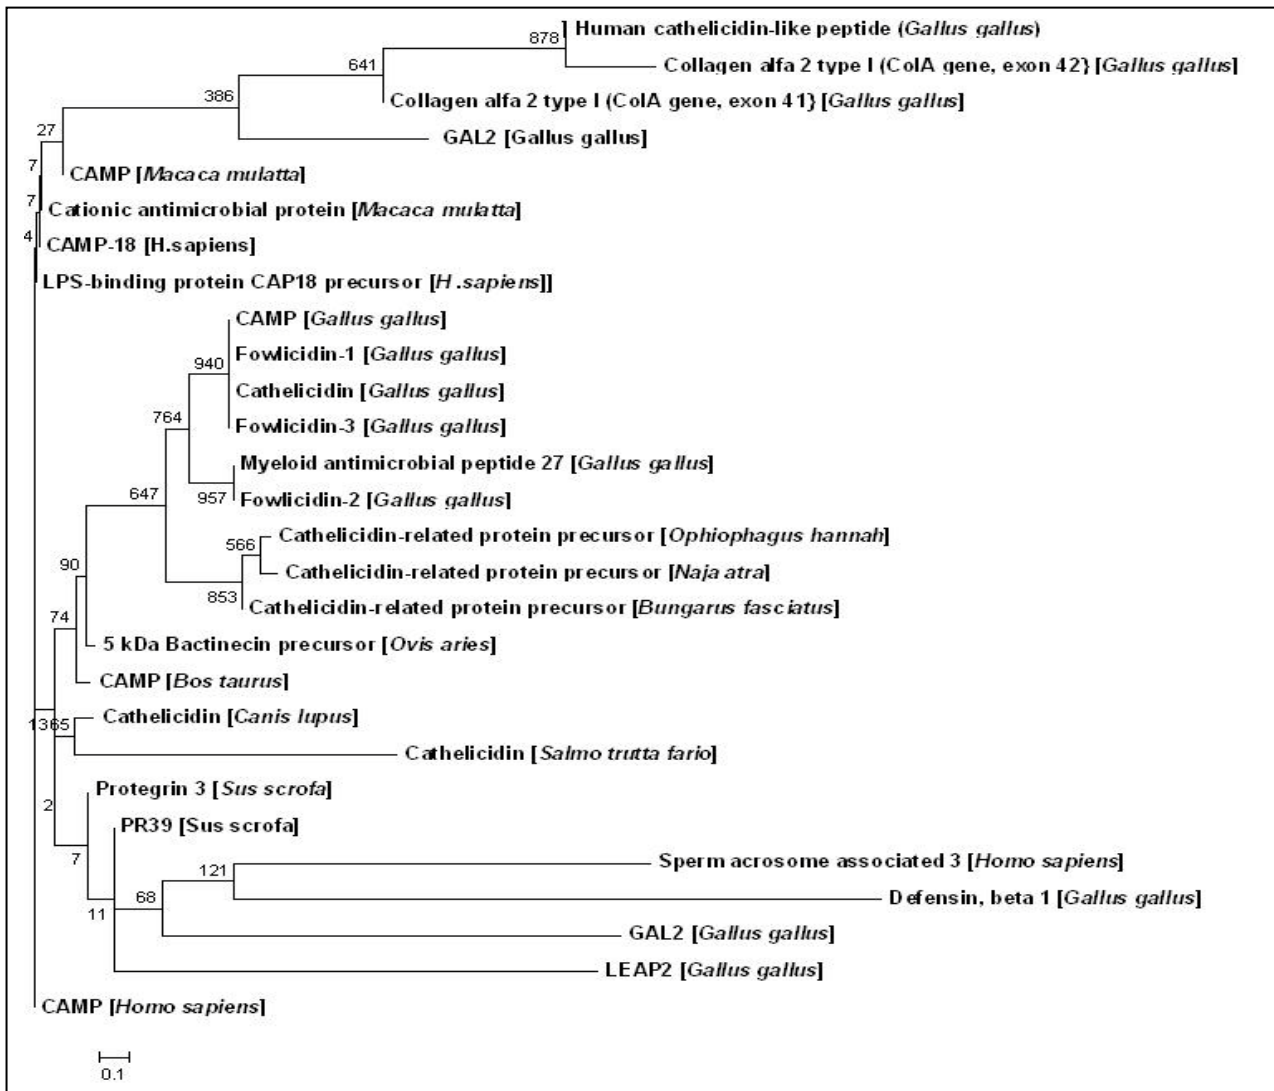 878 Human cathelicidin-like peptide (Gallus gallus)
641 Collagen alfa 2 type I (ColA gene, exon 42} [Gallus gallus]
386 Collagen alfa 2 type I (ColA gene, exon 41} [Gallus gallus]
27 GAL2 [Gallus gallus]
7 CAMP [Macaca mulatta]
7 Cationic antimicrobial protein [Macaca mulatta]
4 CAMP-18 [H.sapiens]
LPS-binding protein CAP18 precursor [H.sapiens]]
CAMP [Gallus gallus]
940 Fowlicidin-1 [Gallus gallus]
Cathelicidin [Gallus gallus]
764 Fowlicidin-3 [Gallus gallus]
Myeloid antimicrobial peptide 27 [Gallus gallus]
647 957 Fowlicidin-2 [Gallus gallus]
566 Cathelicidin-related protein precursor [Ophiophagus hannah]
90 Cathelicidin-related protein precursor [Naja atra]
853 Cathelicidin-related protein precursor [Bungarus fasciatus]
74 5 kDa Bactinecin precursor [Ovis aries]
CAMP [Bos taurus]
1365 Cathelicidin [Canis lupus]
Cathelicidin [Salmo trutta fario]
2 Protegrin 3 [Sus scrofa]
PR39 [Sus scrofa]
7 121 Sperm acrosome associated 3 [Homo sapiens]
11 68 Defensin, beta 1 [Gallus gallus]
GAL2 [Gallus gallus]
LEAP2 [Gallus gallus]
CAMP [Homo sapiens]
0.1